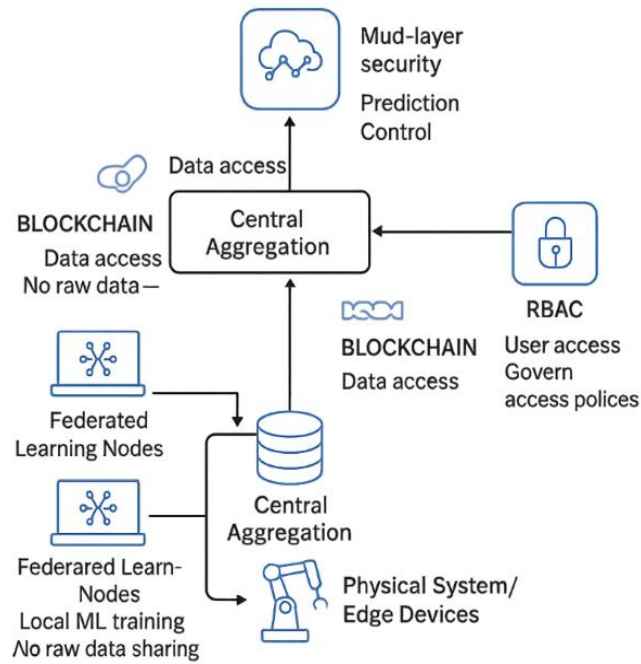 Mud-layer
security
Prediction
Control
Data access
BLOCKCHAIN
Data access
No raw data—
Central
Aggregation
RBAC
User access
Govern
access polices
BLOCKCHAIN
Data access
Federated
Learning Nodes
Central
Aggregation
Federared Learn-
Nodes
Local ML training
No raw data sharing
Physical System/
Edge Devices